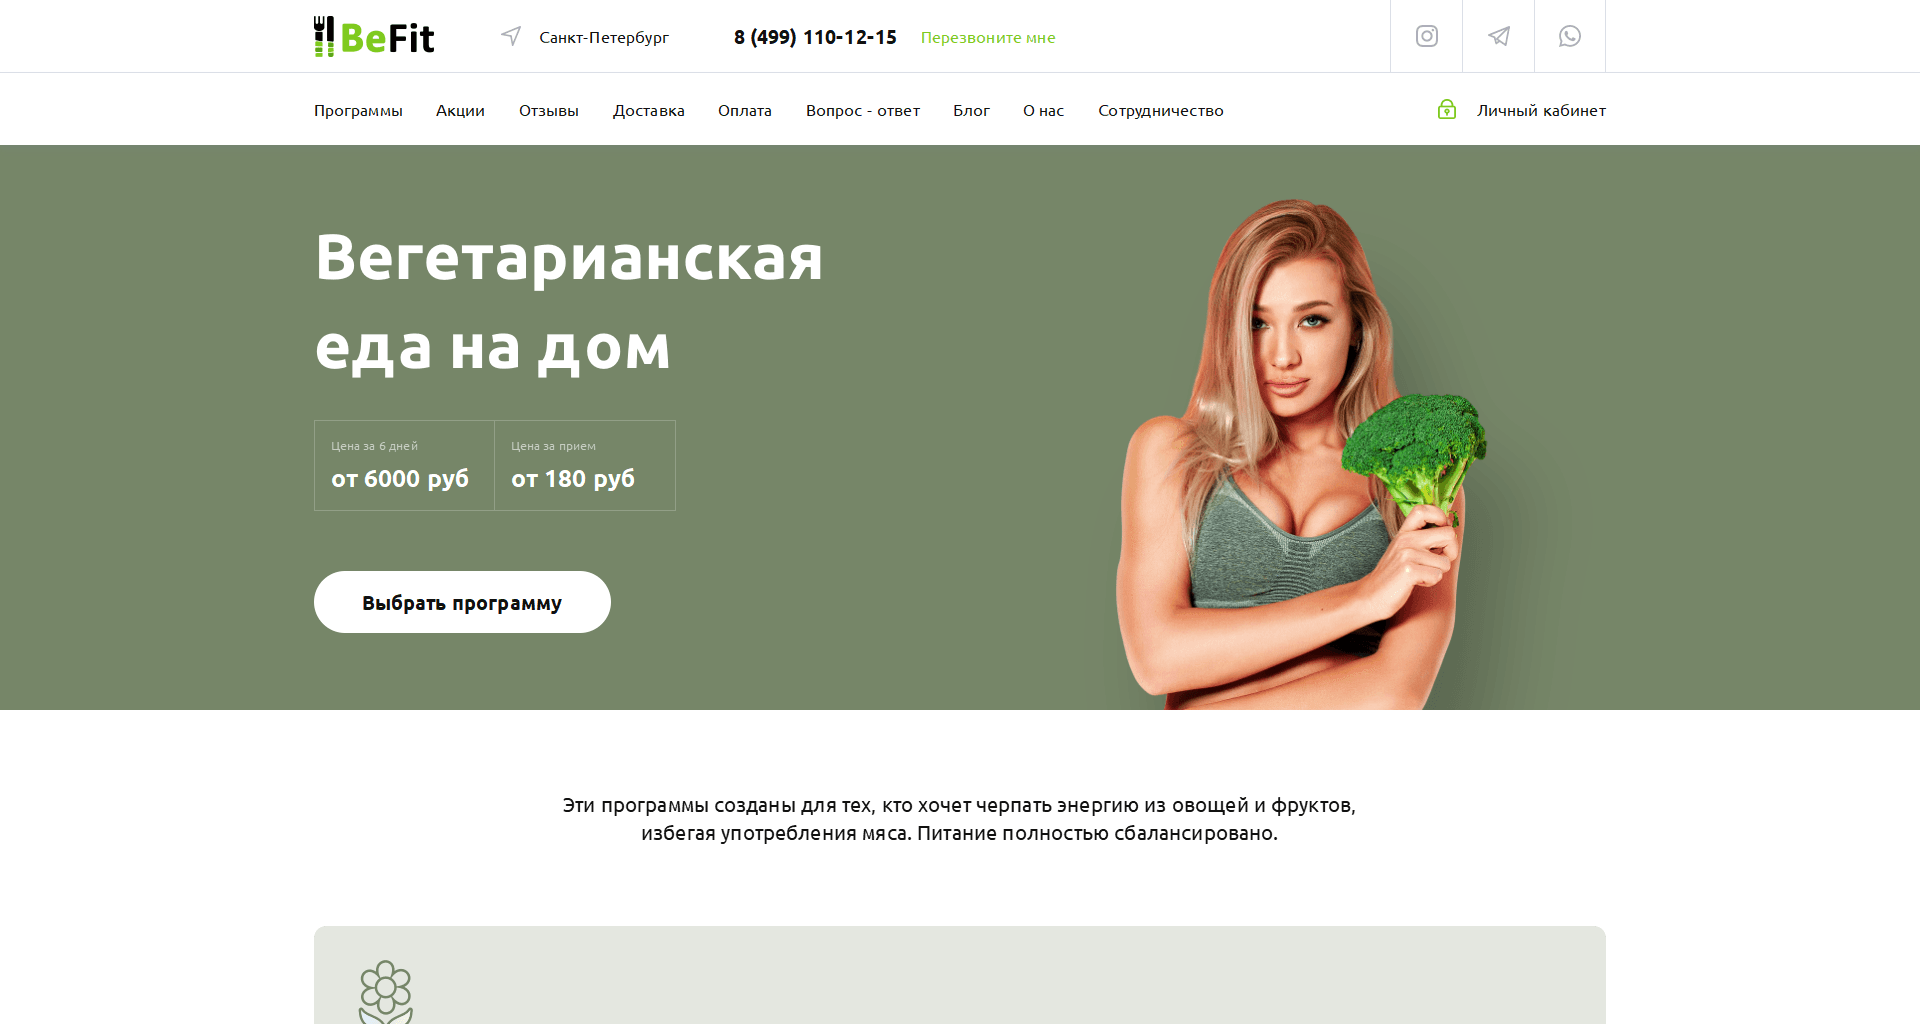 BeFit
Санкт-Петербург
8 (499) 110-12-15
Перезвоните мне
Программы
Акции
Отзывы
Доставка
Оплата
Вопрос - ответ
Блог
О нас
Сотрудничество
Личный кабинет
Вегетарианская
еда на дом
Цена за 6 дней
от 6000 руб
Цена за прием
от 180 руб
Выбрать программу
Эти программы созданы для тех, кто хочет черпать энергию из овощей и фруктов,
избегая употребления мяса. Питание полностью сбалансировано.